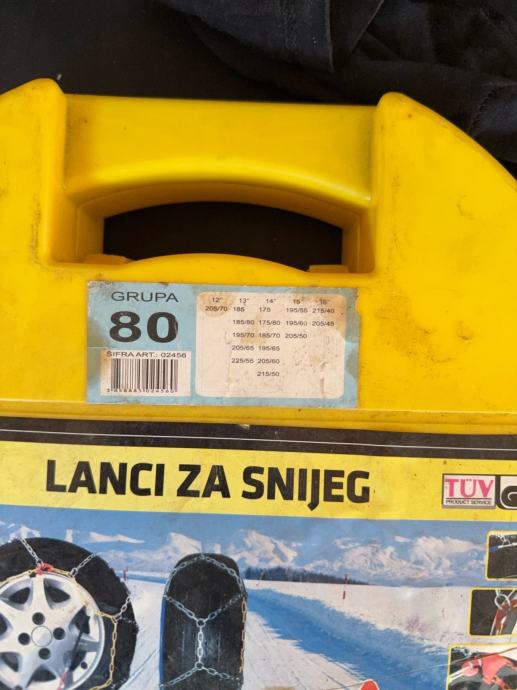 GRUPA
80
ŠIFRA ART.: 02456
3858883024560
12" 13" 14" 15" 16"
205/70 185 175 195/55 215/40
185/80 175/80 195/60 205/45
195/70 185/70 205/50
205/65 195/65
225/55 205/60
215/50
LANCI ZA SNIJEG
TÜV
PRODUCT SERVICE